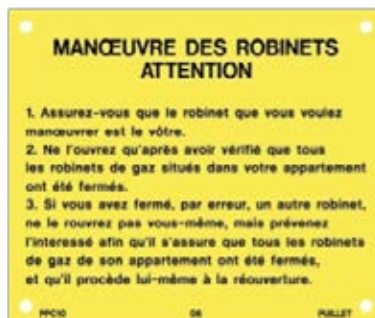 MANŒUVRE DES ROBINETS
ATTENTION
1. Assurez-vous que le robinet que vous voulez
manœuvrer est le vôtre.
2. Ne l'ouvrez qu'après avoir vérifié que tous
les robinets de gaz situés dans votre appartement
ont été fermés.
3. Si vous avez fermé, par erreur, un autre robinet,
ne le rouvrez pas vous-même, mais prévenez
l'interessé afin qu'il s'assure que tous les robinets
de gaz de son appartement ont été fermés,
et qu'il procède lui-même à la réouverture.
PPC10 D6 PUILLET